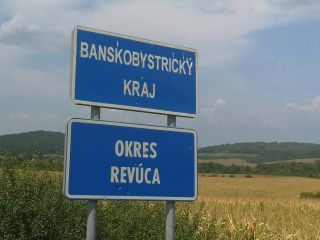 BANSKOBYSTRICKÝ
KRAJ
OKRES
REVÚCA